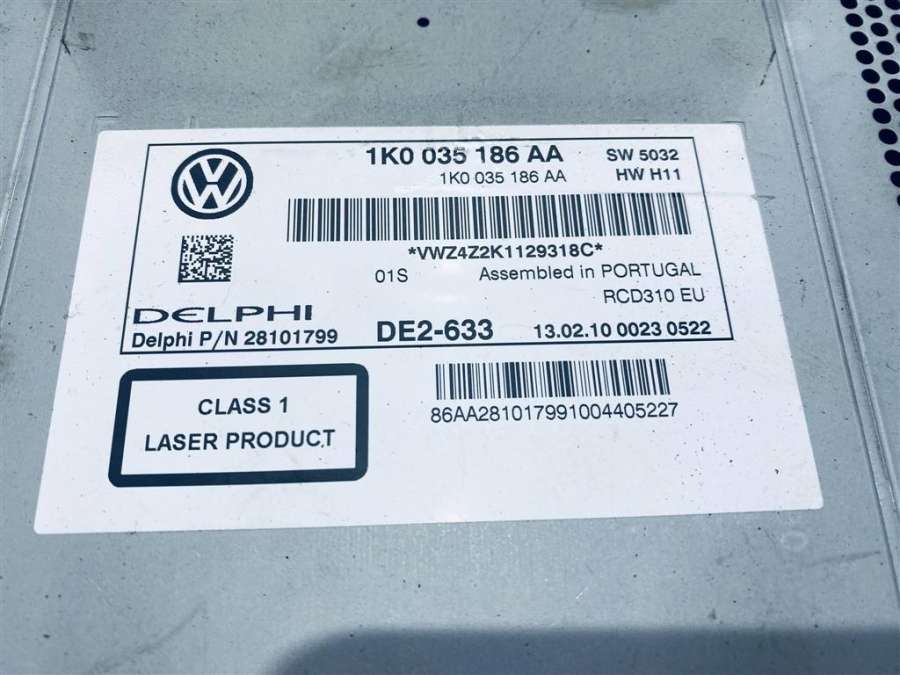 1K0 035 186 AA SW 5032
1K0 035 186 AA HW H11
*VWZ4Z2K1129318C*
01S Assembled in PORTUGAL
RCD310 EU
DELPHI
Delphi P/N 28101799 DE2-633 13.02.10 0023 0522
CLASS 1
LASER PRODUCT
86AA281017991004405227